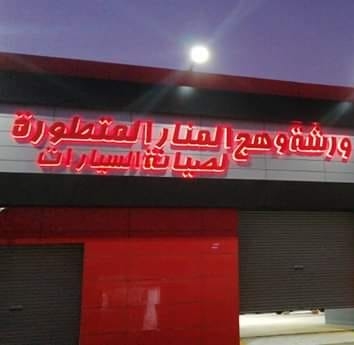 ورشة وهج المنار المتطورة
لصيانة السيارات